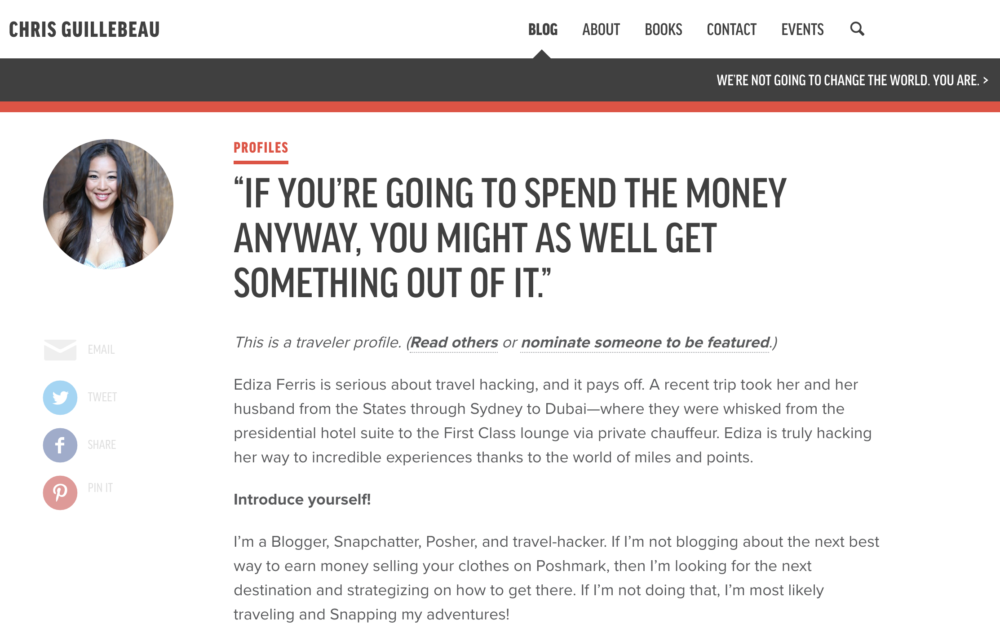 CHRIS GUILLEBEAU
BLOG ABOUT BOOKS CONTACT EVENTS
WE’RE NOT GOING TO CHANGE THE WORLD. YOU ARE. >
PROFILES
“IF YOU’RE GOING TO SPEND THE MONEY
ANYWAY, YOU MIGHT AS WELL GET
SOMETHING OUT OF IT.”
EMAIL
TWEET
SHARE
PIN IT
This is a traveler profile. (Read others or nominate someone to be featured.)
Ediza Ferris is serious about travel hacking, and it pays off. A recent trip took her and her
husband from the States through Sydney to Dubai—where they were whisked from the
presidential hotel suite to the First Class lounge via private chauffeur. Ediza is truly hacking
her way to incredible experiences thanks to the world of miles and points.
Introduce yourself!
I’m a Blogger, Snapchatter, Posher, and travel-hacker. If I’m not blogging about the next best
way to earn money selling your clothes on Poshmark, then I’m looking for the next
destination and strategizing on how to get there. If I’m not doing that, I’m most likely
traveling and Snapping my adventures!